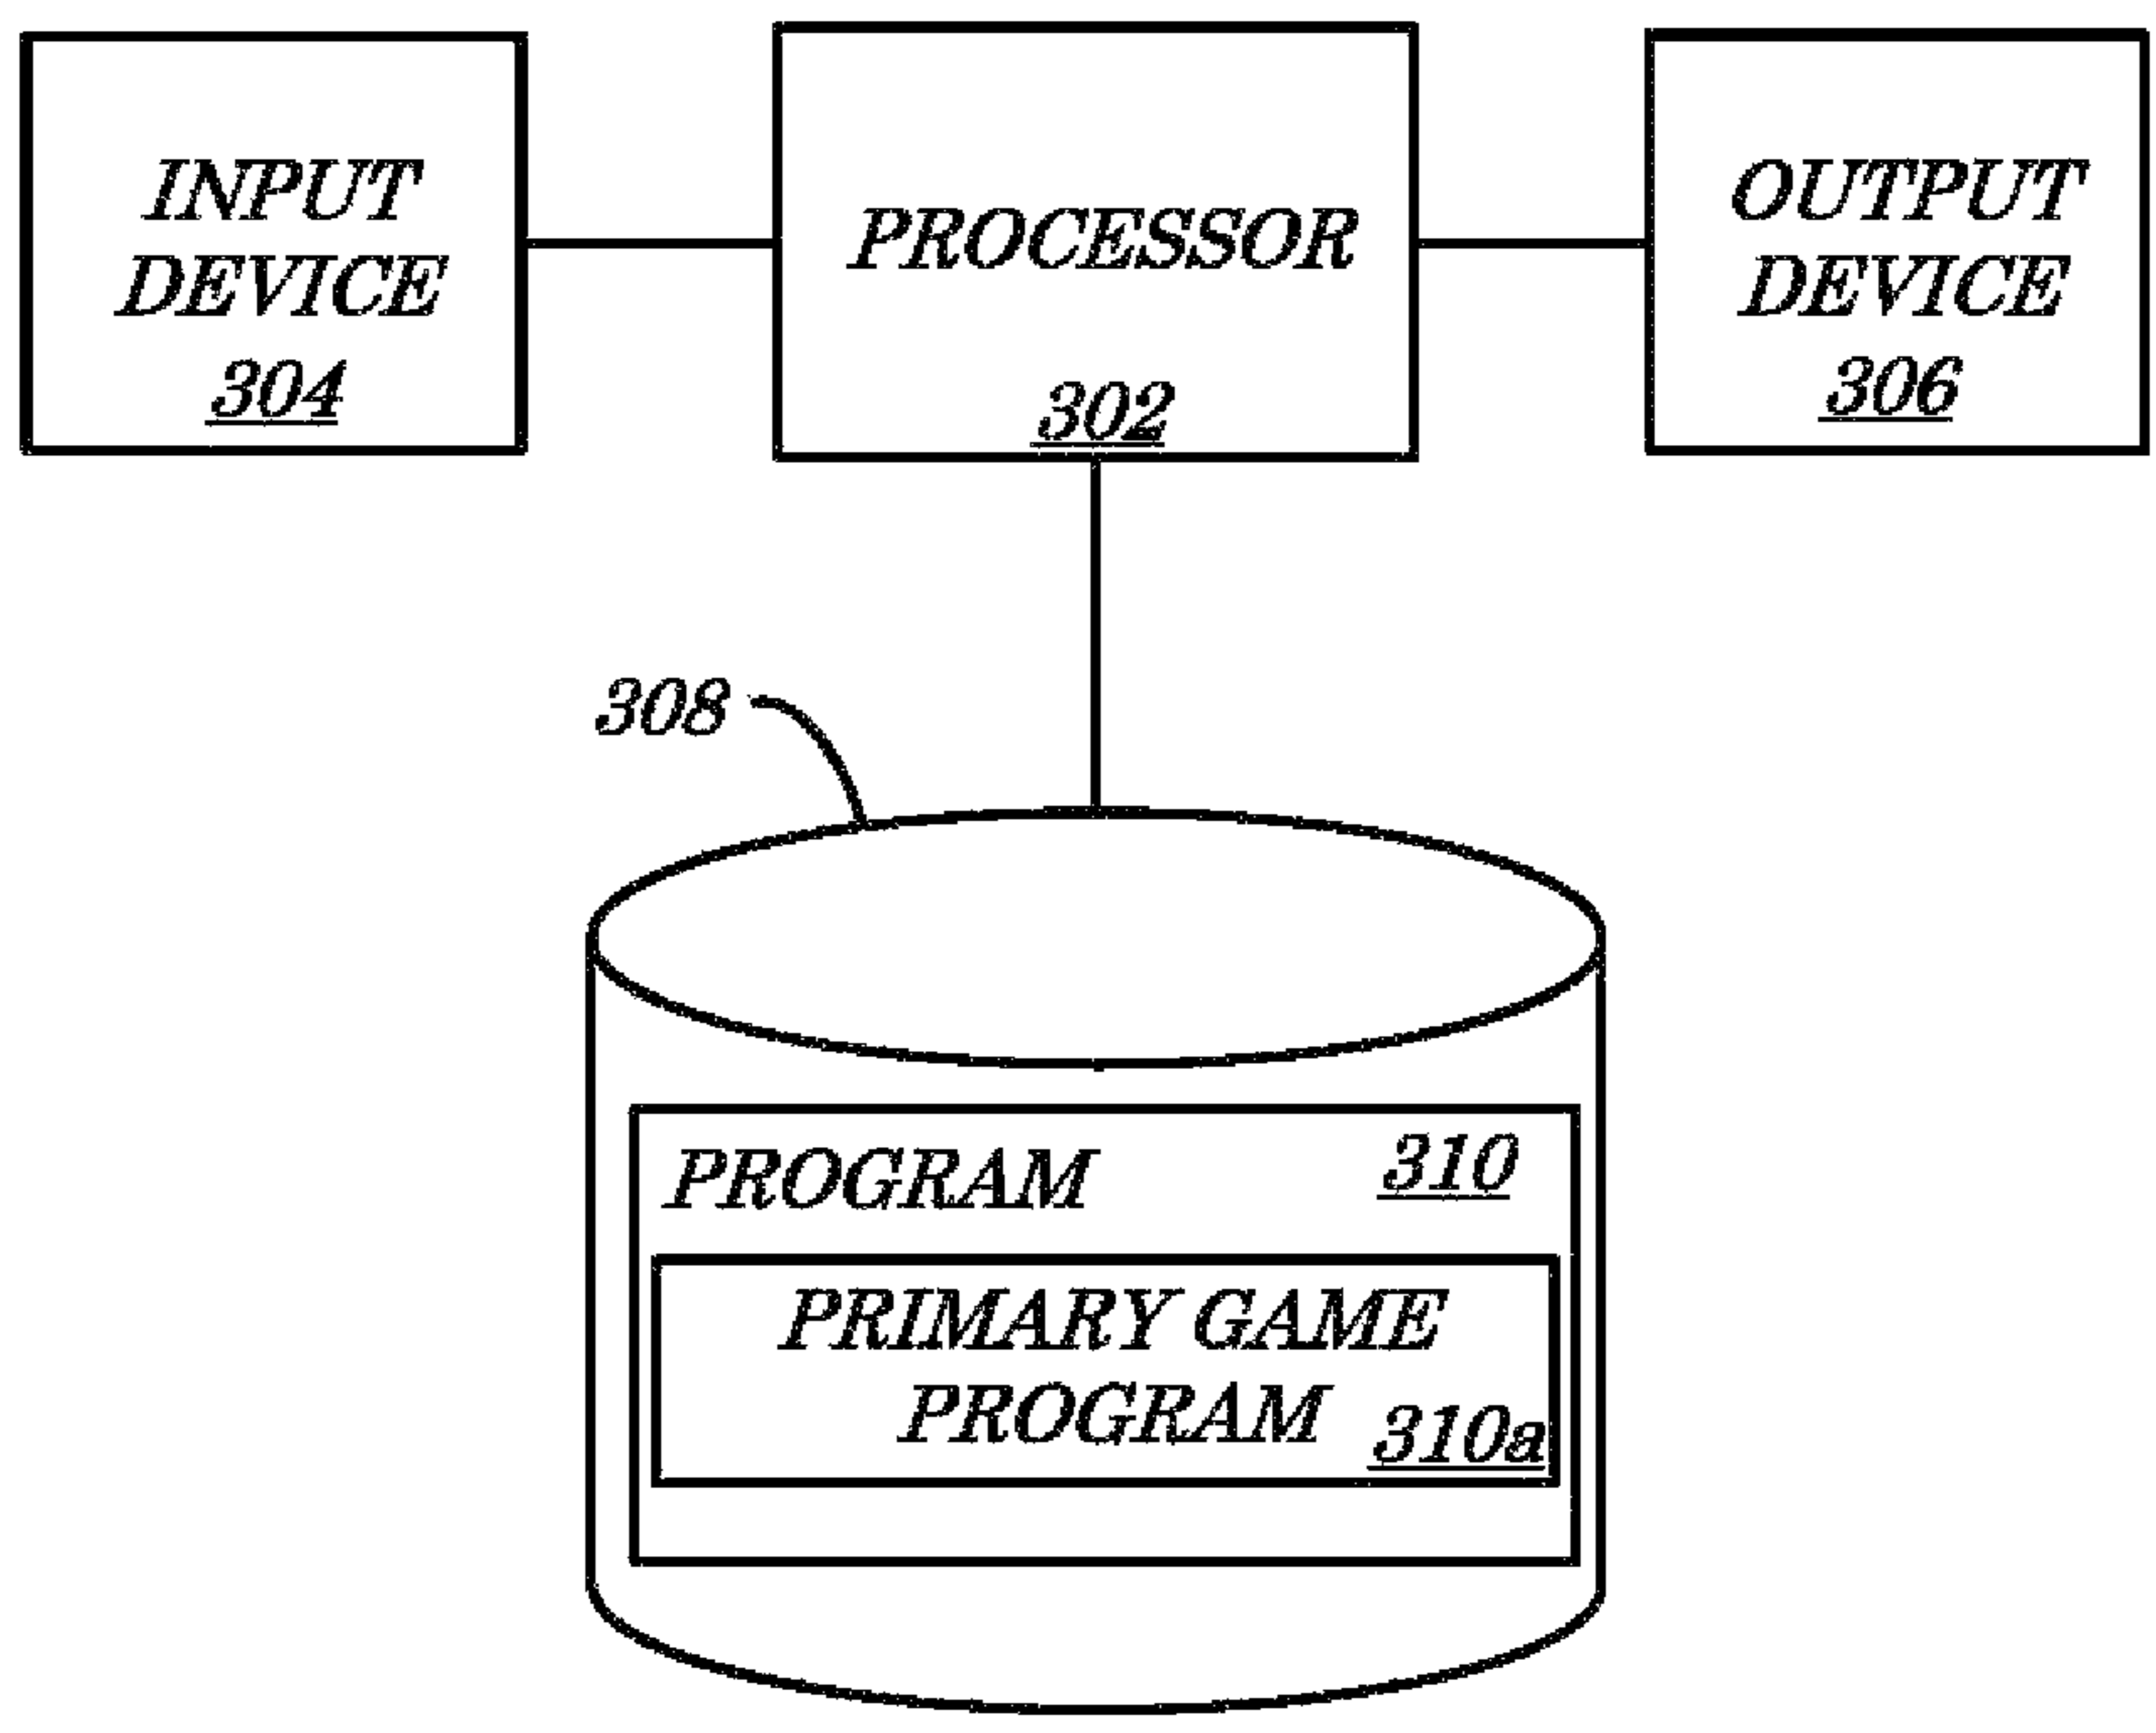 INPUT
DEVICE
304
PROCESSOR
302
OUTPUT
DEVICE
306
308
PROGRAM 310
PRIMARY GAME
PROGRAM 310a